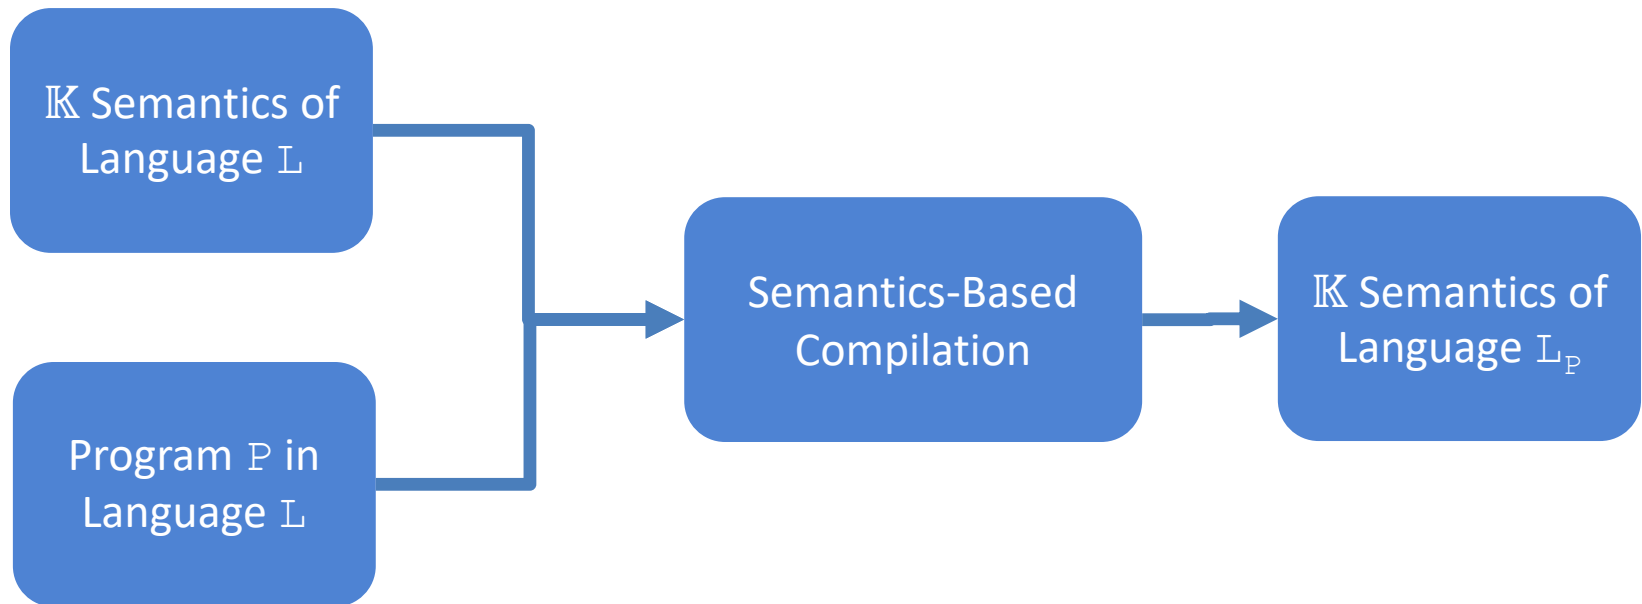 𝕂 Semantics of
Language L
Program P in
Language L
Semantics-Based
Compilation
𝕂 Semantics of
Language Lₚ